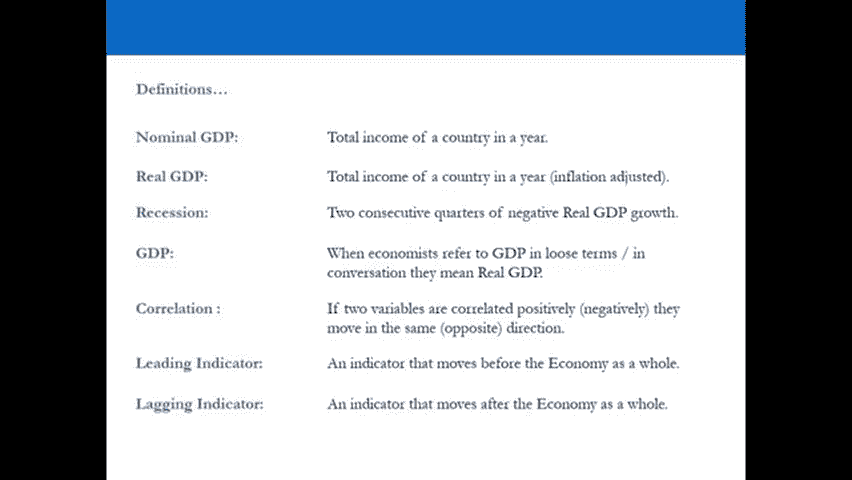 Definitions…
Nominal GDP: Total income of a country in a year.
Real GDP: Total income of a country in a year (inflation adjusted).
Recession: Two consecutive quarters of negative Real GDP growth.
GDP: When economists refer to GDP in loose terms / in
conversation they mean Real GDP.
Correlation : If two variables are correlated positively (negatively) they
move in the same (opposite) direction.
Leading Indicator: An indicator that moves before the Economy as a whole.
Lagging Indicator: An indicator that moves after the Economy as a whole.